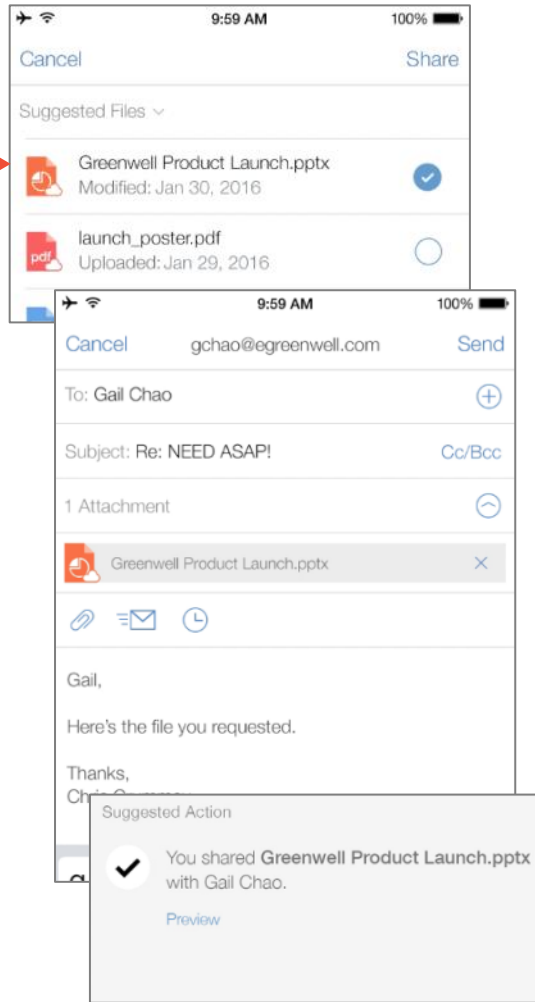 9:59 AM 100%
Cancel Share
Suggested Files
Greenwell Product Launch.pptx
Modified: Jan 30, 2016
launch_poster.pdf
pdf
Uploaded: Jan 29, 2016
9:59 AM 100%
Cancel gchao@egreenwell.com Send
To: Gail Chao
Subject: Re: NEED ASAP! Cc/Bcc
1 Attachment
Greenwell Product Launch.pptx
Gail,
Here's the file you requested.
Thanks,
Suggested Action
You shared Greenwell Product Launch.pptx
with Gail Chao.
Preview